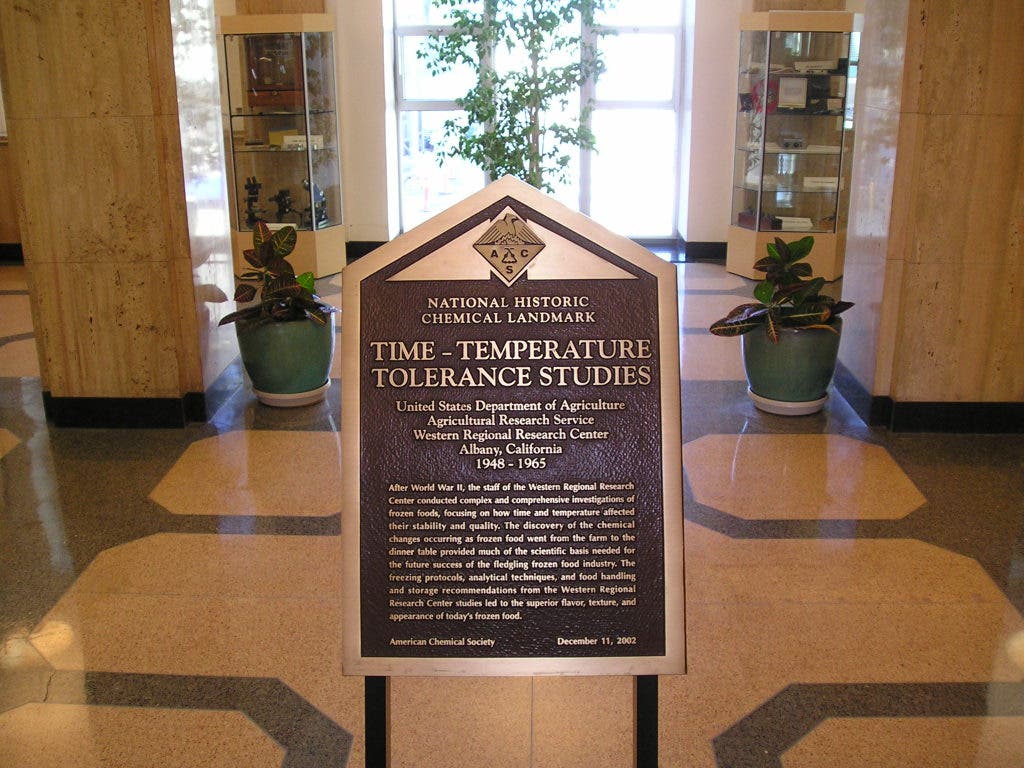 A C
S
NATIONAL HISTORIC
CHEMICAL LANDMARK
TIME - TEMPERATURE
TOLERANCE STUDIES
United States Department of Agriculture
Agricultural Research Service
Western Regional Research Center
Albany, California
1948 - 1965
After World War II, the staff of the Western Regional Research
Center conducted complex and comprehensive investigations of
frozen foods, focusing on how time and temperature affected
their stability and quality. The discovery of the chemical
changes occurring as frozen food went from the farm to the
dinner table provided much of the scientific basis needed for
the future success of the fledgling frozen food industry. The
freezing protocols, analytical techniques, and food handling
and storage recommendations from the Western Regional
Research Center studies led to the superior flavor, texture, and
appearance of today's frozen food.
American Chemical Society December 11, 2002